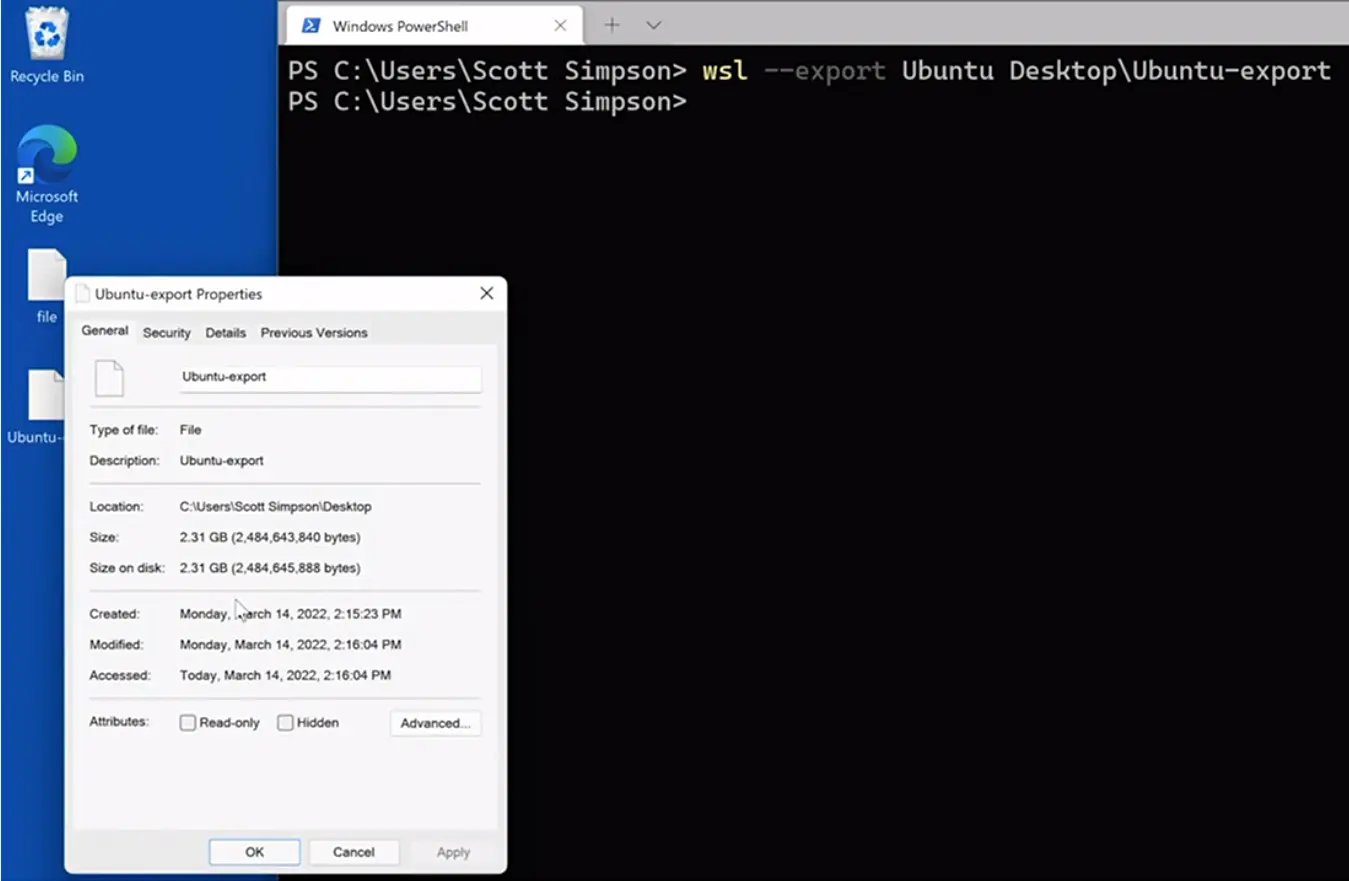 Recycle Bin
Microsoft
Edge
file
Ubuntu-
Windows PowerShell
PS C:\Users\Scott Simpson> wsl --export Ubuntu Desktop\Ubuntu-export
PS C:\Users\Scott Simpson>
Ubuntu-export Properties
General Security Details Previous Versions
Ubuntu-export
Type of file: File
Description: Ubuntu-export
Location: C:\Users\Scott Simpson\Desktop
Size: 2.31 GB (2,484,643,840 bytes)
Size on disk: 2.31 GB (2,484,645,888 bytes)
Created: Monday, March 14, 2022, 2:15:23 PM
Modified: Monday, March 14, 2022, 2:16:04 PM
Accessed: Today, March 14, 2022, 2:16:04 PM
Attributes: Read-only Hidden Advanced...
OK Cancel Apply